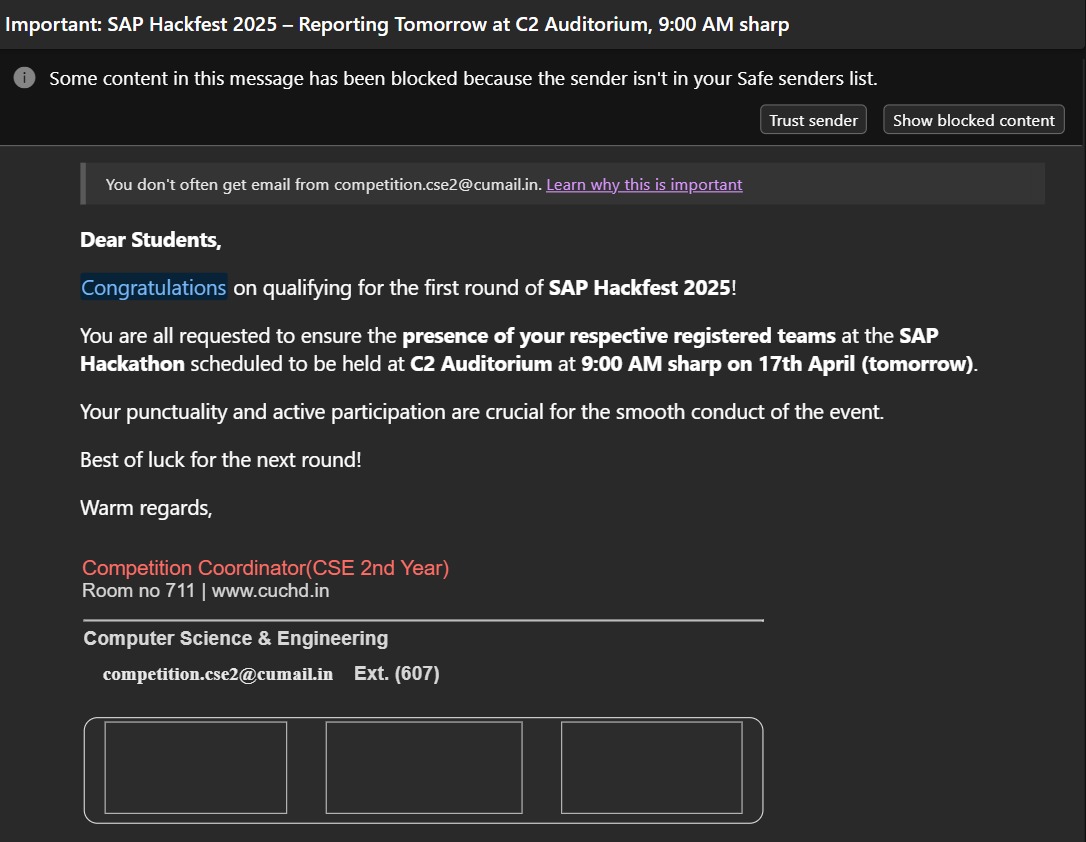 Important: SAP Hackfest 2025 – Reporting Tomorrow at C2 Auditorium, 9:00 AM sharp
Some content in this message has been blocked because the sender isn't in your Safe senders list.
Trust sender
Show blocked content
You don't often get email from competition.cse2@cumail.in. Learn why this is important
Dear Students,
Congratulations on qualifying for the first round of SAP Hackfest 2025!
You are all requested to ensure the presence of your respective registered teams at the SAP
Hackathon scheduled to be held at C2 Auditorium at 9:00 AM sharp on 17th April (tomorrow).
Your punctuality and active participation are crucial for the smooth conduct of the event.
Best of luck for the next round!
Warm regards,
Competition Coordinator(CSE 2nd Year)
Room no 711 | www.cuchd.in
Computer Science & Engineering
competition.cse2@cumail.in Ext. (607)